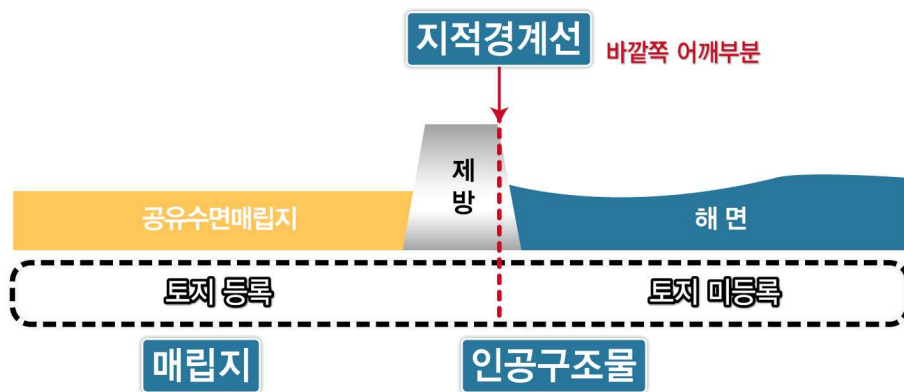 지적경계선
바깥쪽 어깨부분
제
방
공유수면매립지
해 면
토지 등록
토지 미등록
매립지
인공구조물